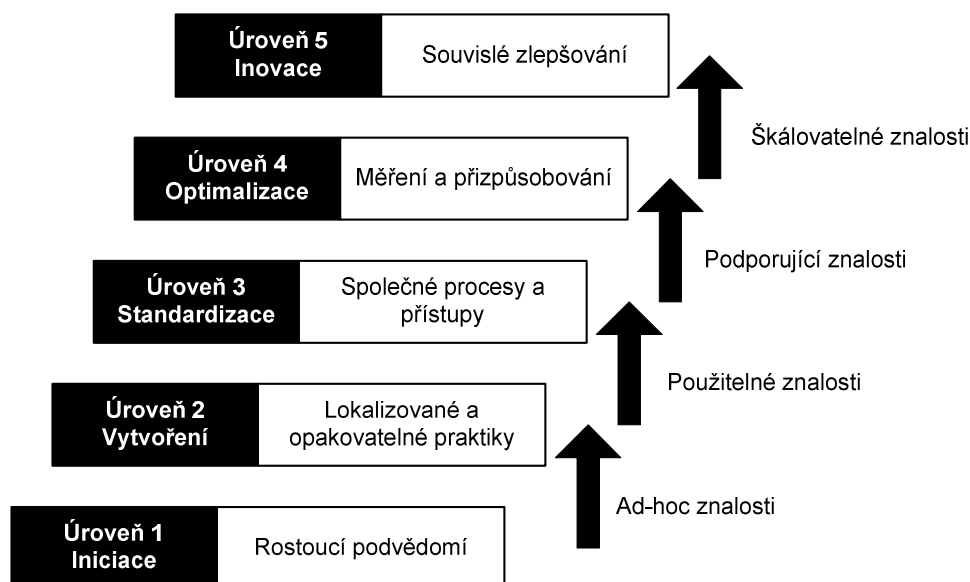 Úroveň 5
Inovace
Souvislé zlepšování
Škálovatelné znalosti
Úroveň 4
Optimalizace
Měření a přizpůsobování
Podporující znalosti
Úroveň 3
Standardizace
Společné procesy a
přístupy
Použitelné znalosti
Úroveň 2
Vytvoření
Lokalizované a
opakovatelné praktiky
Ad-hoc znalosti
Úroveň 1
Iniciace
Rostoucí podvědomí